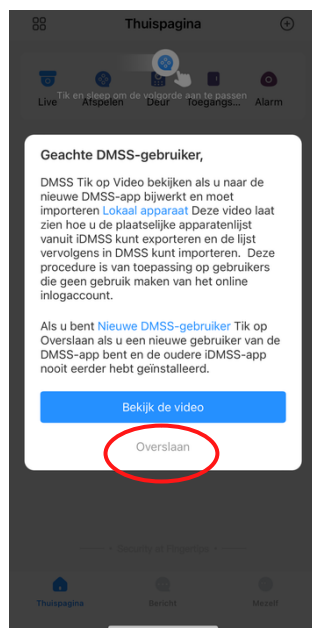 Thuispagina
Tik en sleep om de volgorde aan te passen
Live Afspelen Deur Toegangs... Alarm
Geachte DMSS-gebruiker,
DMSS Tik op Video bekijken als u naar de
nieuwe DMSS-app bijwerkt en moet
importeren Lokaal apparaat Deze video laat
zien hoe u de plaatselijke apparatenlijst
vanuit iDMSS kunt exporteren en de lijst
vervolgens in DMSS kunt importeren. Deze
procedure is van toepassing op gebruikers
die geen gebruik maken van het online
inlogaccount.
Als u bent Nieuwe DMSS-gebruiker Tik op
Overslaan als u een nieuwe gebruiker van de
DMSS-app bent en de oudere iDMSS-app
nooit eerder hebt geïnstalleerd.
Bekijk de video
Overslaan
Security at Fingertips
Thuispagina Bericht Mezelf